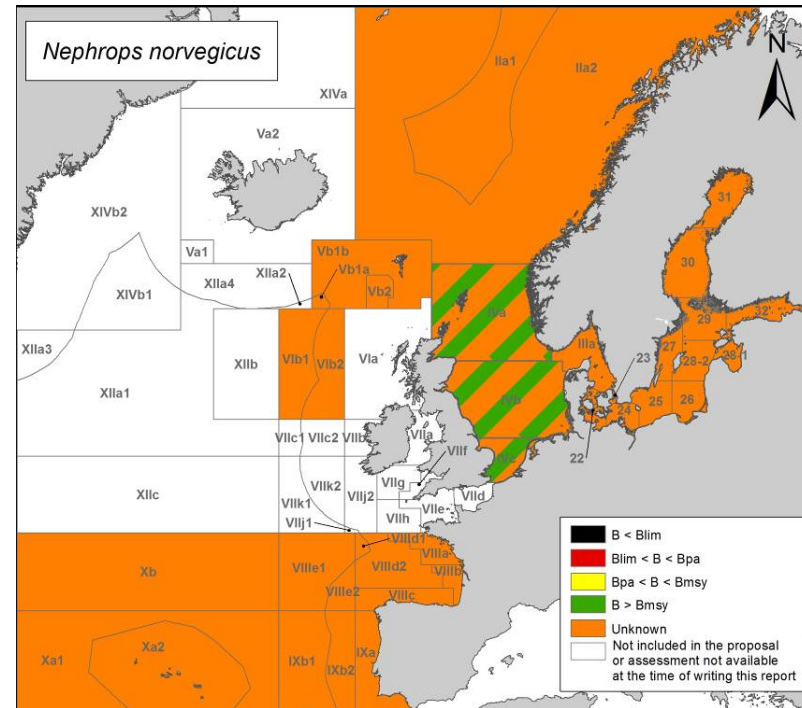 Nephrops norvegicus
N
IIa1
IIa2
XIVa
Va2
XIVb2
Va1
Vb1b
XIIa2
Vb1a
XIIa4
Vb2
XIVb1
31
30
29
32
IVa
XIIa3
XIIb
VIb1
VIb2
VIa
IIIa
23
27
28-2
28-1
XIIa1
IVb
24
25
26
VIIc1
VIIc2
VIIb
VIIa
VIIf
IVc
22
XIIc
VIIg
VIIk2
VIIj2
VIIe
VIId
VIIk1
VIIh
VIIj1
VIIId1
Xb
VIIIe1
VIIId2
VIIIa
VIIIb
VIIIe2
VIIIc
Xa1
Xa2
IXb1
IXb2
IXa
B < Blim
Blim < B < Bpa
Bpa < B < Bmsy
B > Bmsy
Unknown
Not included in the proposal
or assessment not available
at the time of writing this report